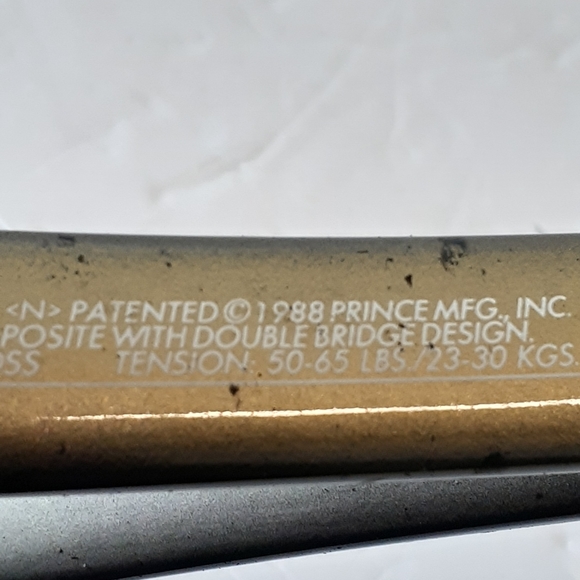 <N> PATENTED © 1988 PRINCE MFG., INC.
POSITE WITH DOUBLE BRIDGE DESIGN.
OSS TENSION: 50-65 LBS./23-30 KGS